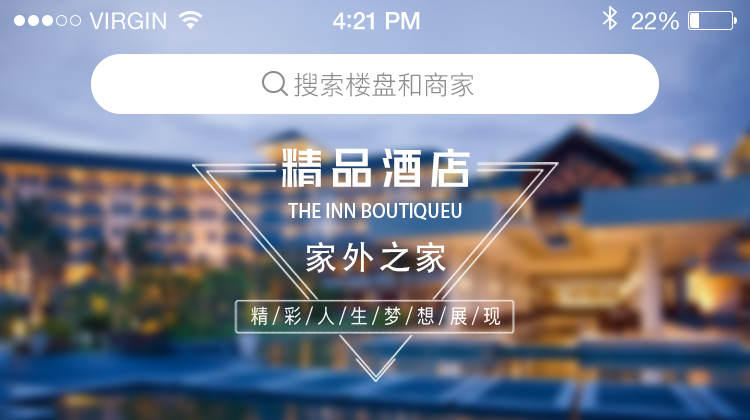 VIRGIN 4:21 PM 22%
搜索楼盘和商家
精品酒店
THE INN BOUTIQUEU
家外之家
精/彩/人/生/梦/想/展/现